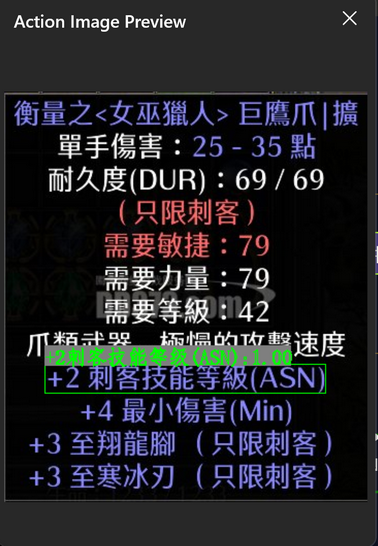 Action Image Preview
衡量之<女巫獵人> 巨鷹爪|擴
單手傷害：25 - 35 點
耐久度(DUR)：69 / 69
（只限刺客）
需要敏捷：79
需要力量：79
需要等級：42
爪類武器 極慢的攻擊速度
+2刺客技能等級(ASN):1.00
+2 刺客技能等級(ASN)
+4 最小傷害(Min)
+3 至翔龍腳 （只限刺客）
+3 至寒冰刃 （只限刺客）